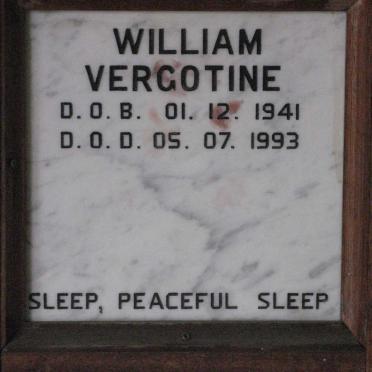 WILLIAM
VERGOTINE
D.O.B. 01. 12. 1941
D.O.D. 05. 07. 1993
SLEEP, PEACEFUL SLEEP